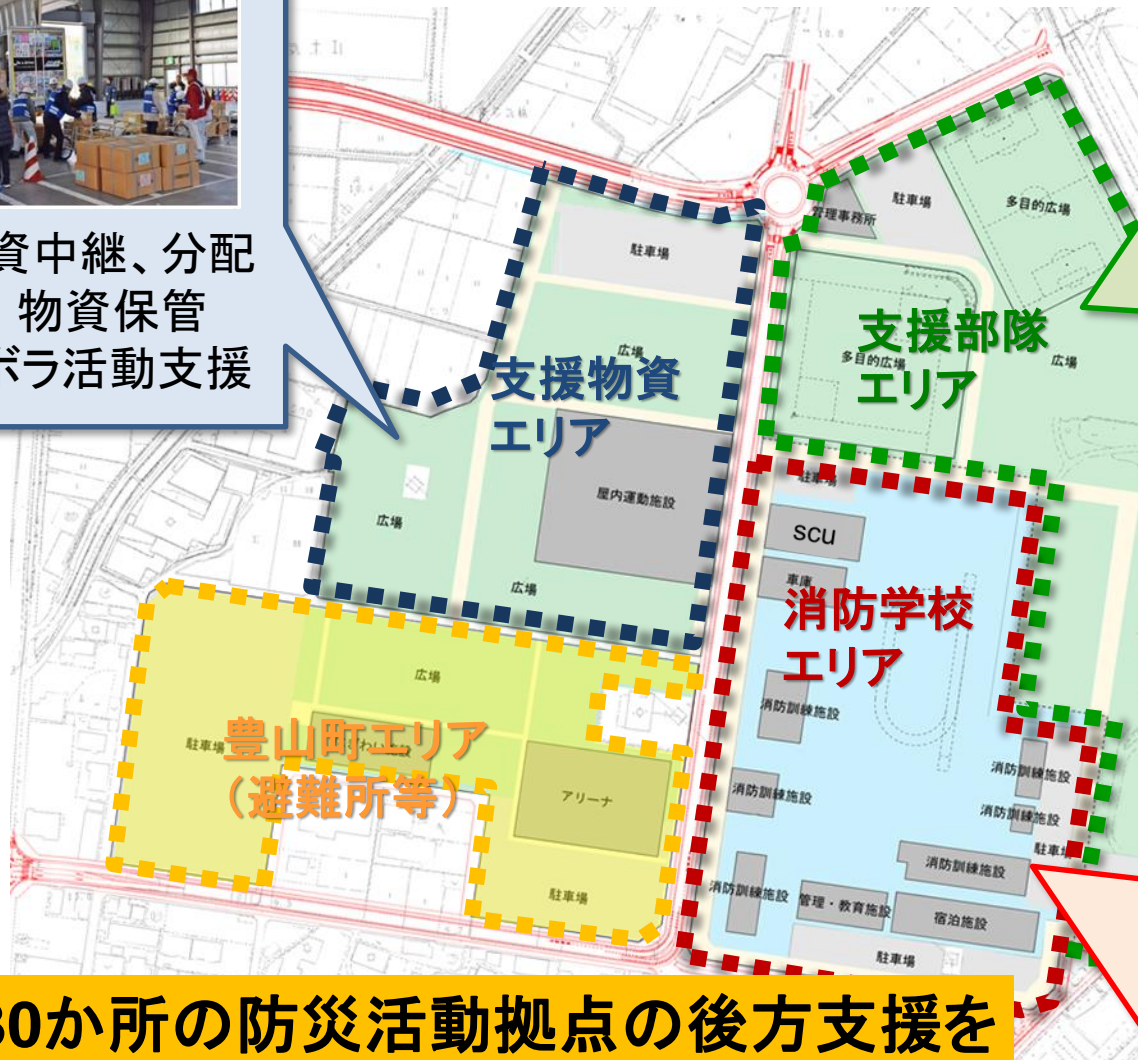 資中継、分配
物資保管
ボラ活動支援
駐車場
広場
支援物資
エリア
屋内運動施設
広場
広場
管理事務所
駐車場
多目的広場
支援部隊
エリア
多目的広場
広場
駐車場
scu
車庫
消防学校
エリア
消防訓練施設
消防訓練施設
消防訓練施設
消防訓練施設
駐車場
消防訓練施設
消防訓練施設
管理・教育施設
宿泊施設
駐車場
広場
駐車場
豊山町エリア
（避難所等）
アリーナ
駐車場
30か所の防災活動拠点の後方支援を